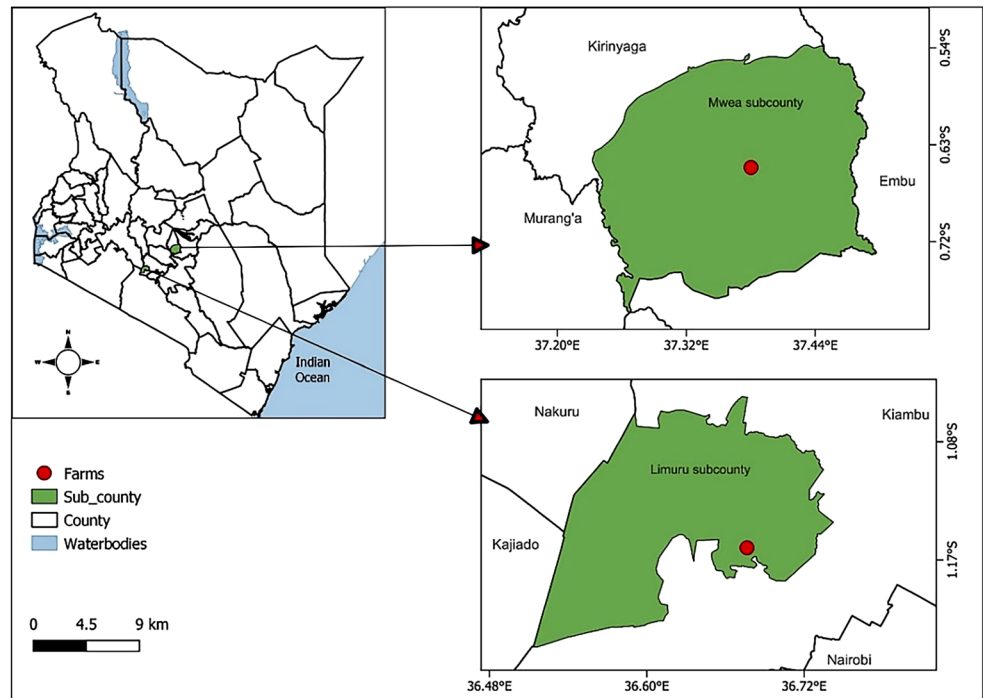 N
W
E
S
Indian
Ocean
Farms
Sub_county
County
Waterbodies
0
4.5
9 km
Kirinyaga
Mwea subcounty
Embu
Murang'a
0.54°S
0.63°S
0.72°S
37.20°E
37.32°E
37.44°E
Nakuru
Kiambu
Limuru subcounty
Kajiado
Nairobi
1.08°S
1.17°S
36.48°E
36.60°E
36.72°E